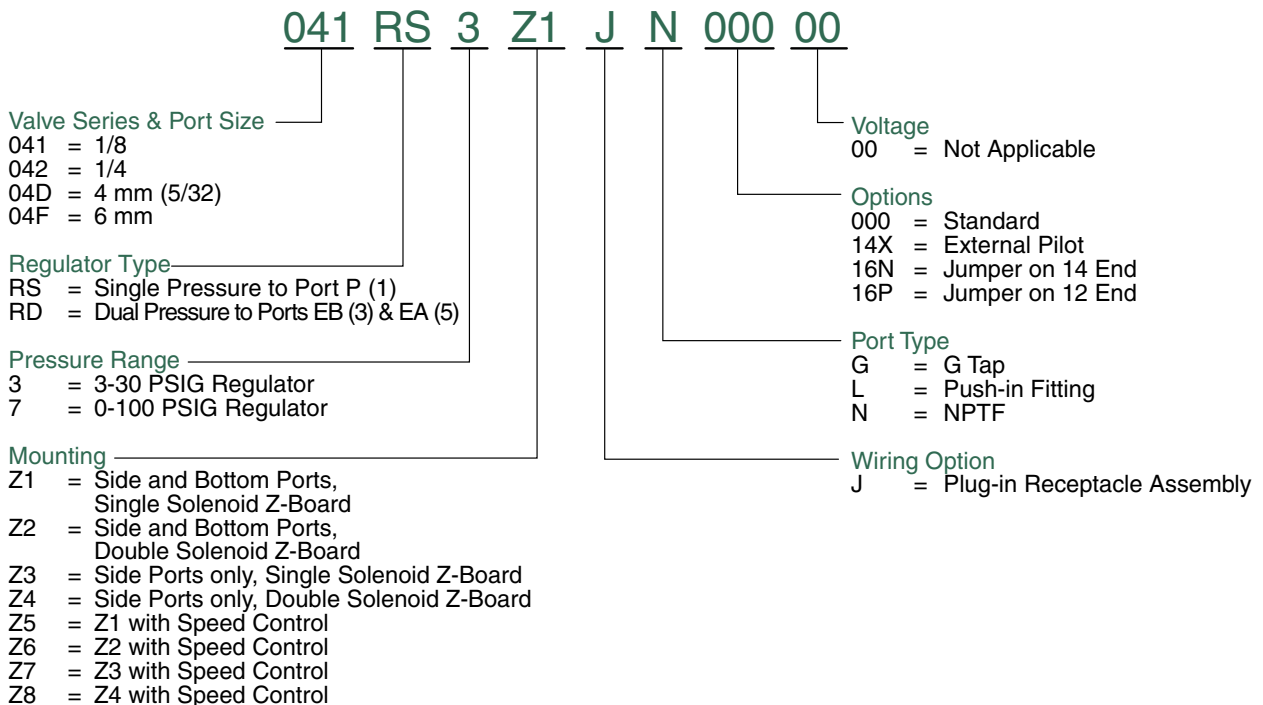 041 RS 3 Z1 J N 000 00
Valve Series & Port Size
041 = 1/8
042 = 1/4
04D = 4 mm (5/32)
04F = 6 mm
Regulator Type
RS = Single Pressure to Port P (1)
RD = Dual Pressure to Ports EB (3) & EA (5)
Pressure Range
3 = 3-30 PSIG Regulator
7 = 0-100 PSIG Regulator
Mounting
Z1 = Side and Bottom Ports,
Single Solenoid Z-Board
Z2 = Side and Bottom Ports,
Double Solenoid Z-Board
Z3 = Side Ports only, Single Solenoid Z-Board
Z4 = Side Ports only, Double Solenoid Z-Board
Z5 = Z1 with Speed Control
Z6 = Z2 with Speed Control
Z7 = Z3 with Speed Control
Z8 = Z4 with Speed Control
Voltage
00 = Not Applicable
Options
000 = Standard
14X = External Pilot
16N = Jumper on 14 End
16P = Jumper on 12 End
Port Type
G = G Tap
L = Push-in Fitting
N = NPTF
Wiring Option
J = Plug-in Receptacle Assembly